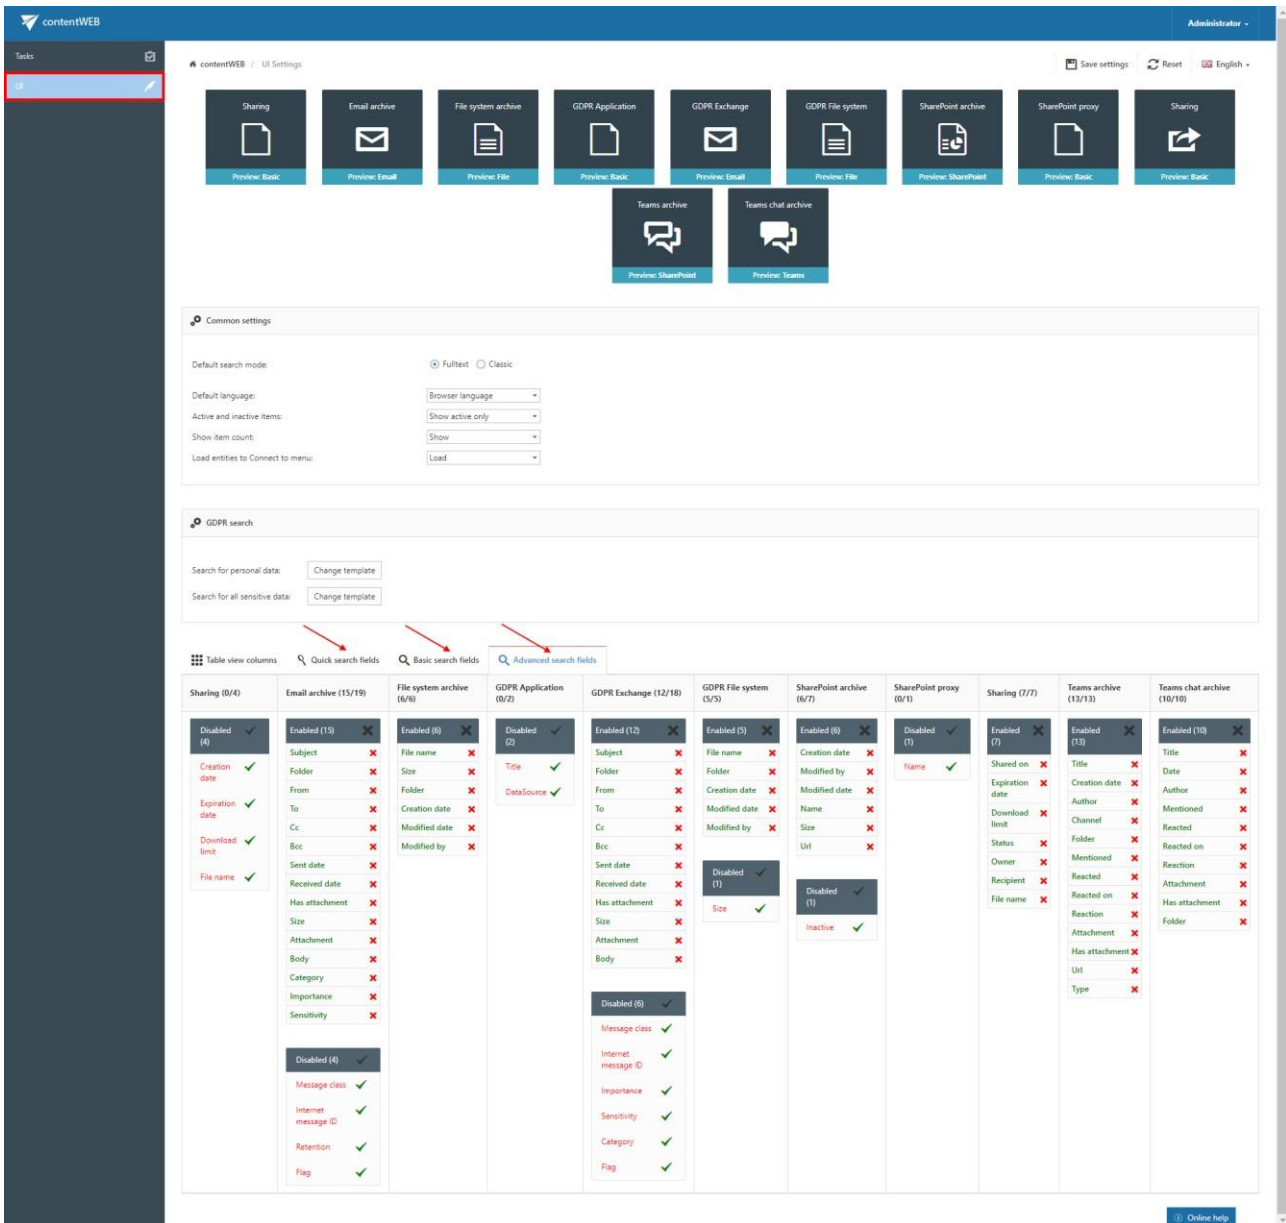 contentWEB
Administrator
Tasks
UI
contentWEB / UI Settings
Save settings Reset English
Sharing Email archive File system archive GDPR Application GDPR Exchange GDPR File system SharePoint archive SharePoint proxy Sharing
Preview: Basic Preview: Email Preview: File Preview: Basic Preview: Email Preview: File Preview: SharePoint Preview: Basic Preview: Basic
Teams archive Teams chat archive
Preview: SharePoint Preview: Teams
Common settings
Default search mode: Fulltext Classic
Default language: Browser language
Active and inactive items: Show active only
Show item count: Show
Load entities to Connect to menu: Load
GDPR search
Search for personal data: Change template
Search for all sensitive data: Change template
Table view columns Quick search fields Basic search fields Advanced search fields
Sharing (0/4)
Disabled
(4)
Creation
date
Expiration
date
Download
limit
File name
Email archive (15/19)
Enabled (15)
Subject
Folder
From
To
Cc
Bcc
Sent date
Received date
Has attachment
Size
Attachment
Body
Category
Importance
Sensitivity
Disabled (4)
Message class
Internet
message ID
Retention
Flag
File system archive
(6/6)
Enabled (6)
File name
Size
Folder
Creation date
Modified date
Modified by
GDPR Application
(0/2)
Disabled
(2)
Title
DataSource
GDPR Exchange (12/18)
Enabled (12)
Subject
Folder
From
To
Cc
Bcc
Sent date
Received date
Has attachment
Size
Attachment
Body
Disabled (6)
Message class
Internet
message ID
Importance
Sensitivity
Category
Flag
GDPR File system
(5/5)
Enabled (5)
File name
Folder
Creation date
Modified date
Modified by
Disabled
(1)
Size
SharePoint archive
(6/7)
Enabled (6)
Creation date
Modified by
Modified date
Name
Size
Url
Disabled
(1)
Inactive
SharePoint proxy
(0/1)
Disabled
(1)
Name
Sharing (7/7)
Enabled
(7)
Shared on
Expiration
date
Download
limit
Status
Owner
Recipient
File name
Teams archive
(13/13)
Enabled
(13)
Title
Creation date
Author
Channel
Folder
Mentioned
Reacted
Reacted on
Reaction
Attachment
Has attachment
Url
Type
Teams chat archive
(10/10)
Enabled (10)
Title
Date
Author
Mentioned
Reacted
Reacted on
Reaction
Attachment
Has attachment
Folder
Online help